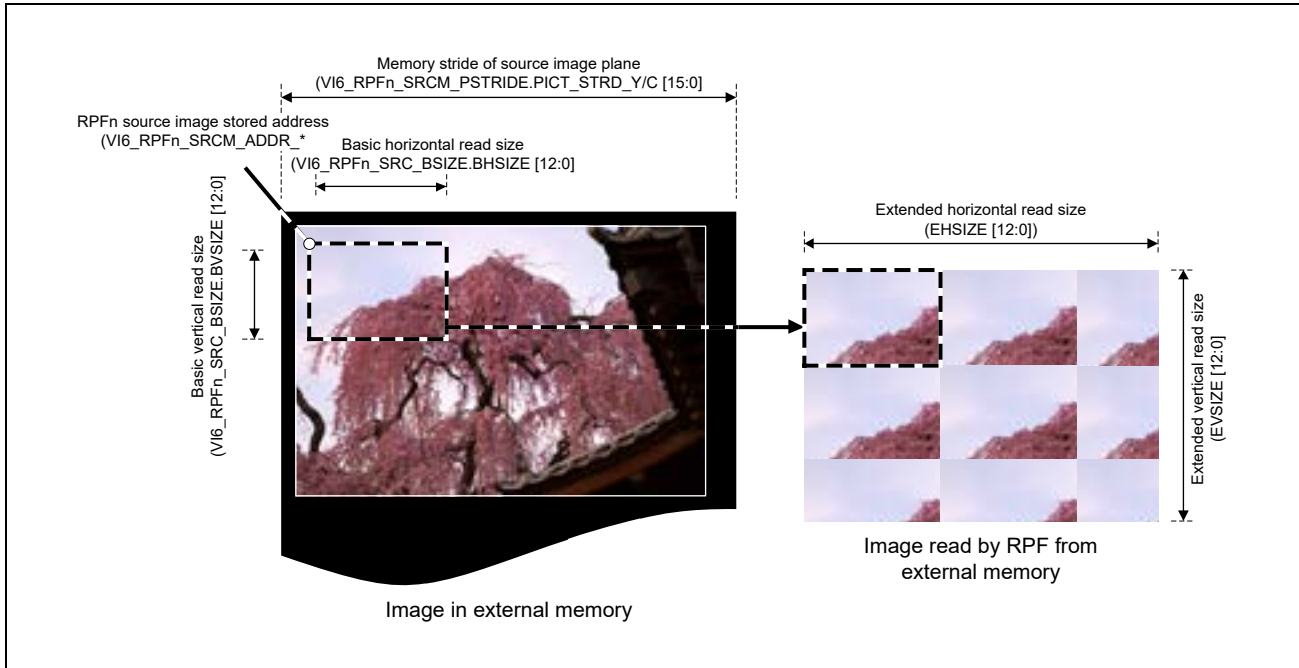 Memory stride of source image plane
(VI6_RPFn_SRCM_PSTRIDE.PICT_STRD_Y/C [15:0]
RPFn source image stored address
(VI6_RPFn_SRCM_ADDR_*
Basic horizontal read size
(VI6_RPFn_SRC_BSIZE.BHSIZE [12:0]
Basic vertical read size
(VI6_RPFn_SRC_BSIZE.BVSIZE [12:0]
Extended horizontal read size
(EHSIZE [12:0])
Extended vertical read size
(EVSIZE [12:0]
Image read by RPF from
external memory
Image in external memory